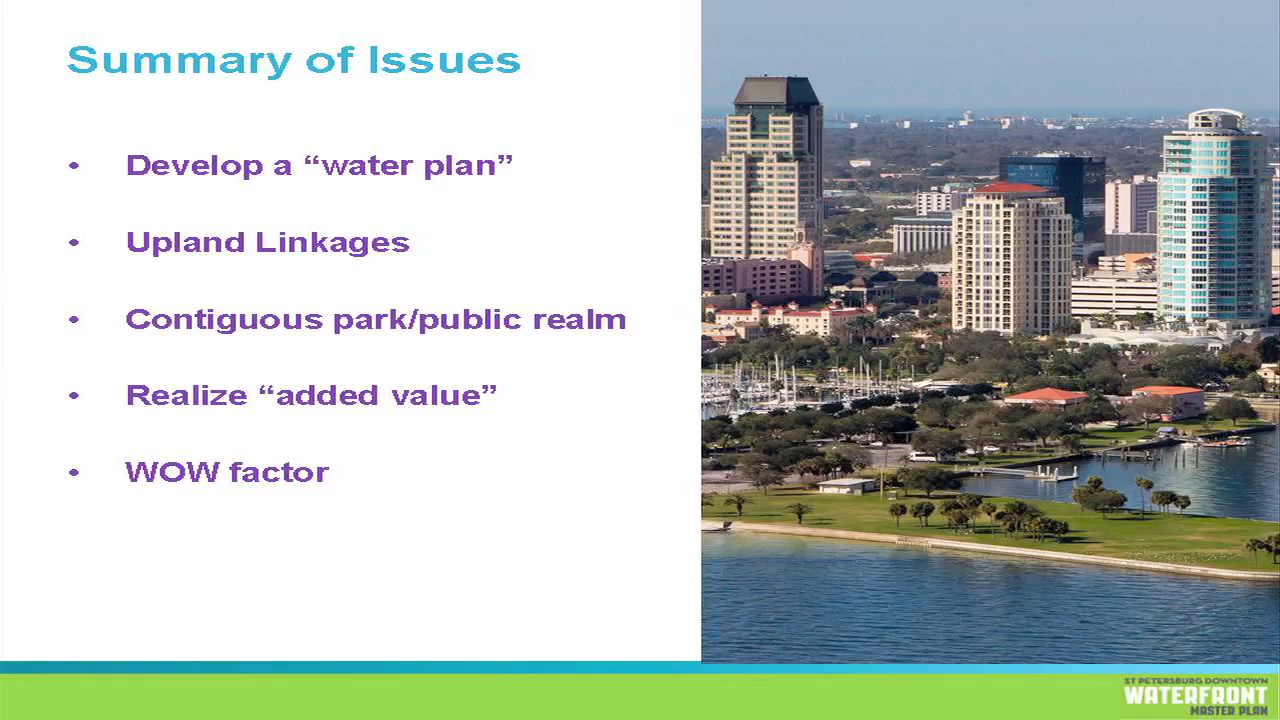 Summary of Issues
• Develop a “water plan”
• Upland Linkages
• Contiguous park/public realm
• Realize “added value”
• WOW factor
ST PETERSBURG DOWNTOWN
WATERFRONT
MASTER PLAN